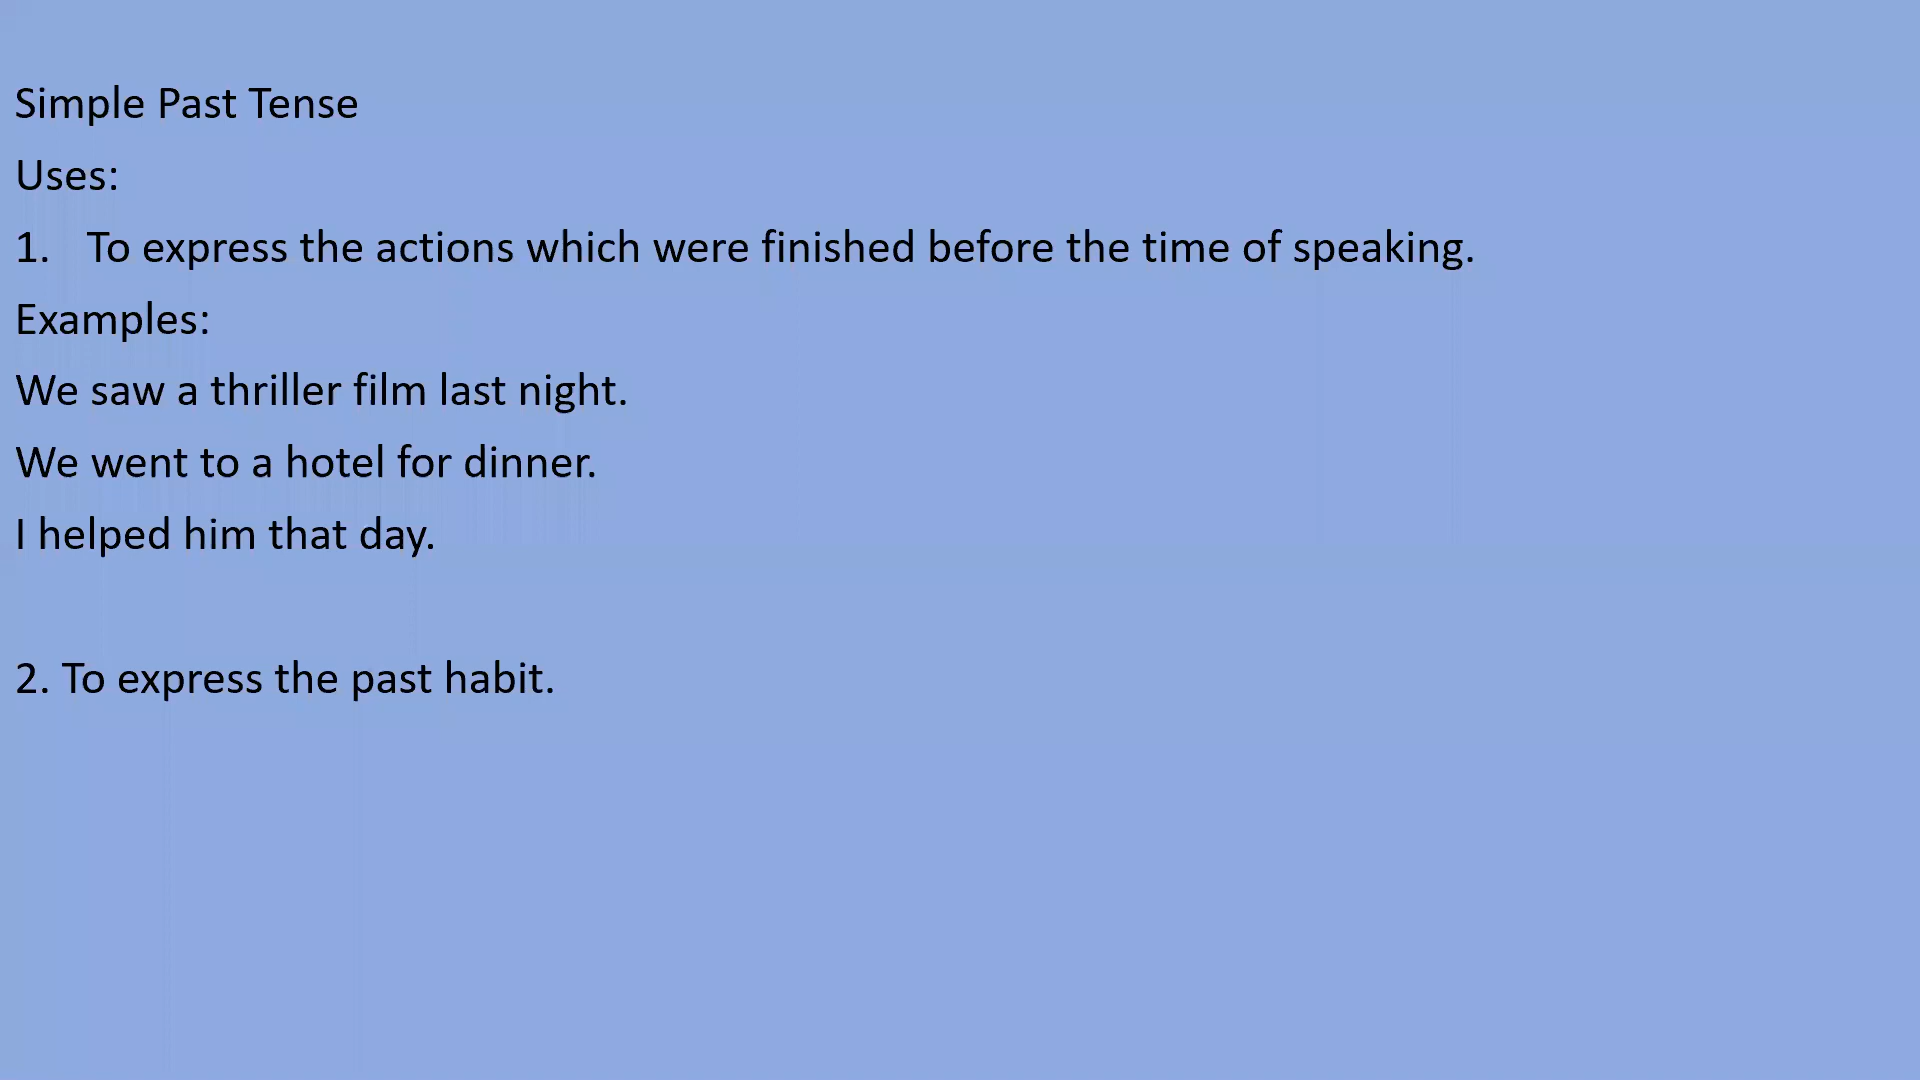 Simple Past Tense
Uses:
1. To express the actions which were finished before the time of speaking.
Examples:
We saw a thriller film last night.
We went to a hotel for dinner.
I helped him that day.
2. To express the past habit.